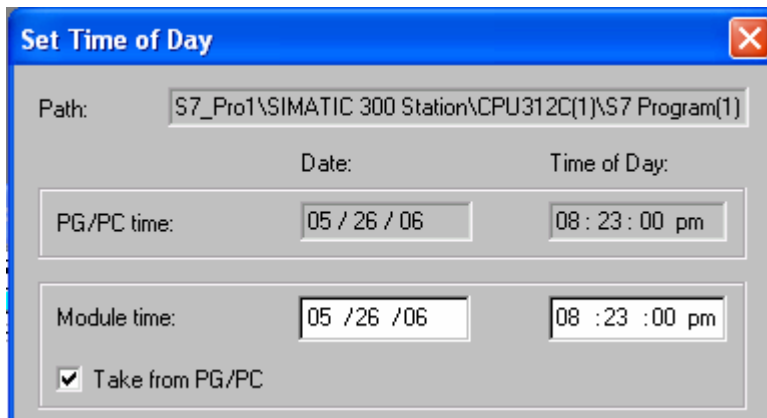 Set Time of Day
Path: S7_Pro1\SIMATIC 300 Station\CPU312C(1)\S7 Program(1)
Date: Time of Day:
PG/PC time: 05 / 26 / 06 08 : 23 : 00 pm
Module time: 05 /26 /06 08 :23 :00 pm
Take from PG/PC